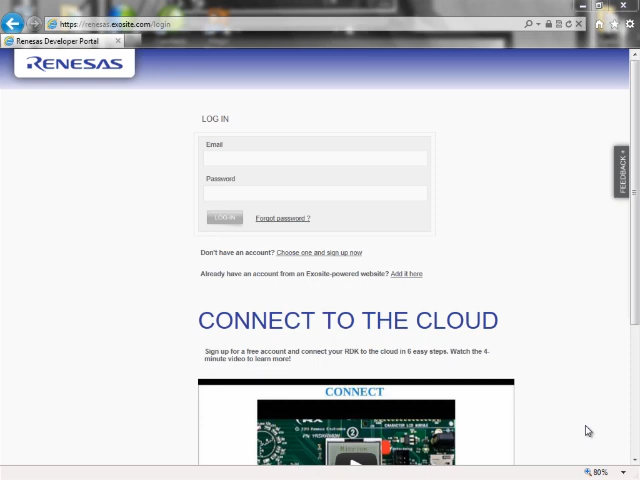 https://renesas.exosite.com/login
Renesas Developer Portal
RENESAS
LOG IN
Email
Password
LOG IN
Forgot password ?
Don't have an account? Choose one and sign up now
Already have an account from an Exosite-powered website? Add it here
FEEDBACK +
CONNECT TO THE CLOUD
Sign up for a free account and connect your RDK to the cloud in 6 easy steps. Watch the 4-
minute video to learn more!
CONNECT
2
80%